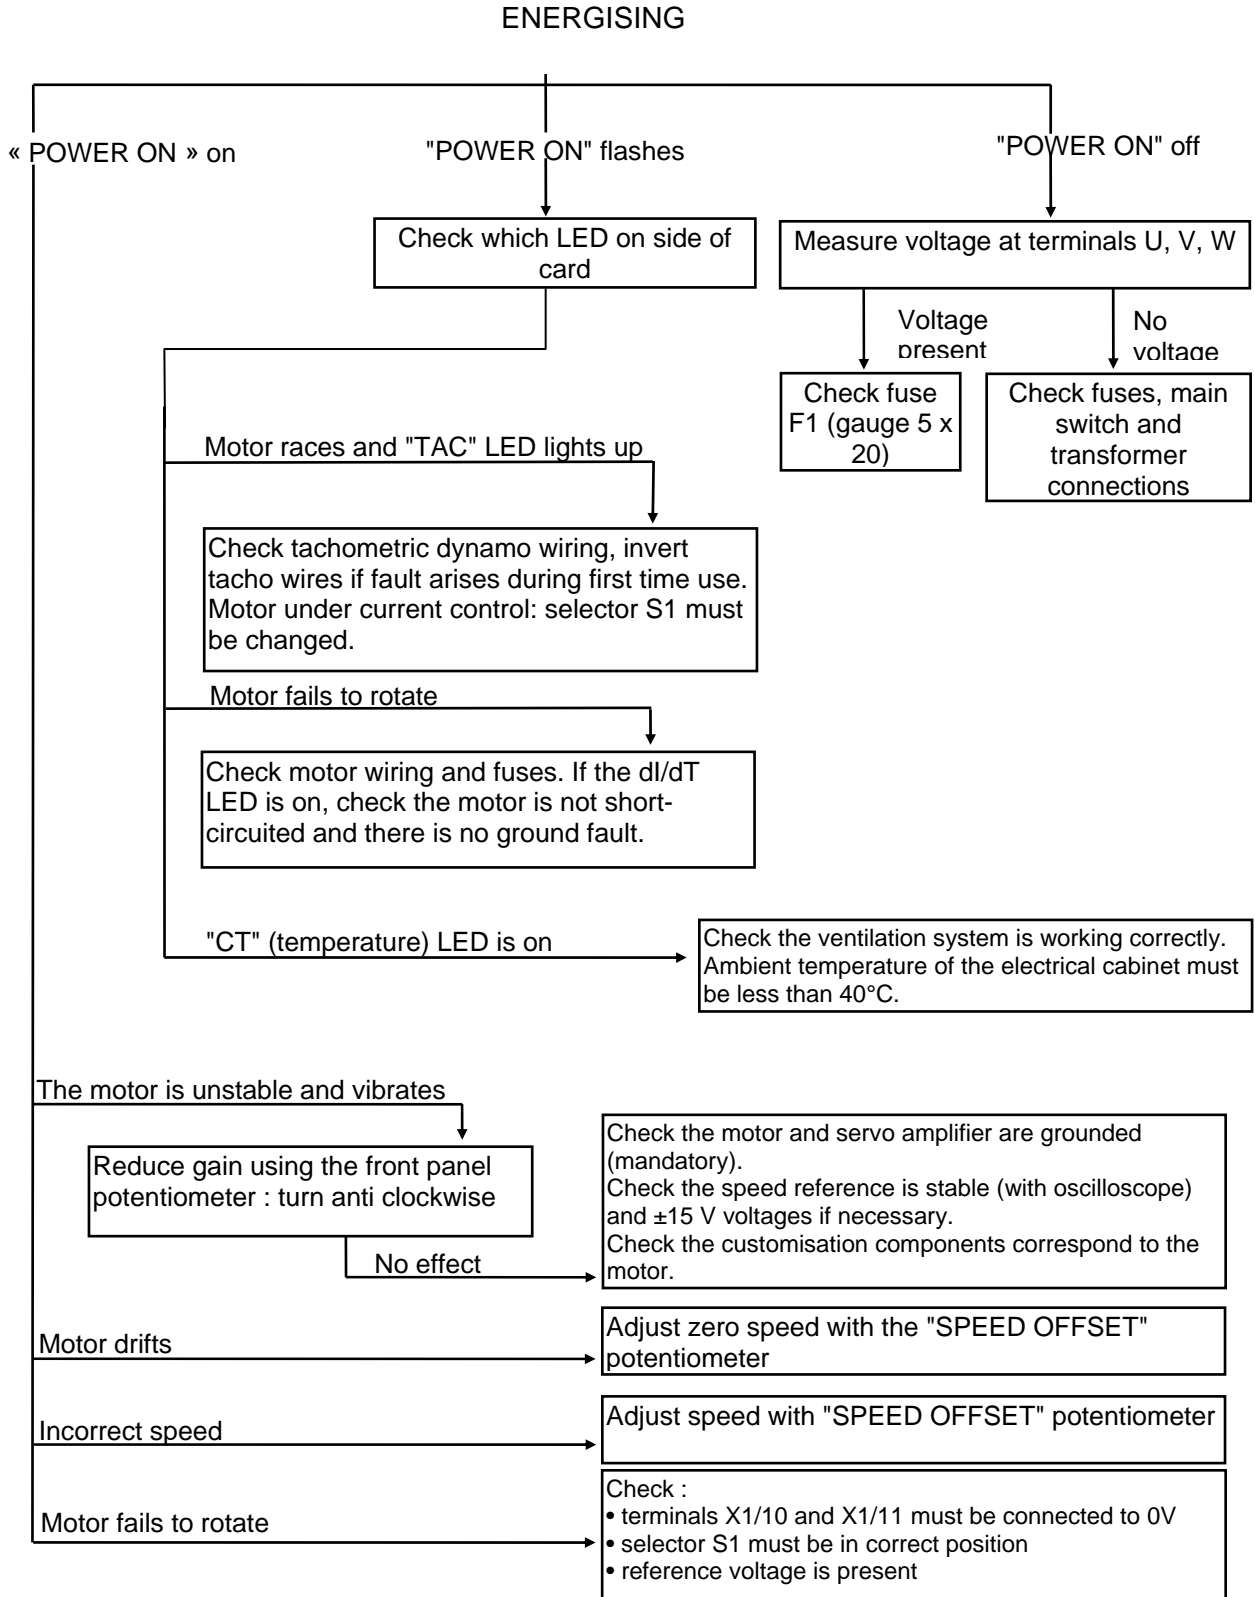 ENERGISING
« POWER ON » on
"POWER ON" flashes
"POWER ON" off
Check which LED on side of
card
Measure voltage at terminals U, V, W
Voltage
present
No
voltage
Check fuse
F1 (gauge 5 x
20)
Check fuses, main
switch and
transformer
connections
Motor races and "TAC" LED lights up
Check tachometric dynamo wiring, invert
tacho wires if fault arises during first time use.
Motor under current control: selector S1 must
be changed.
Motor fails to rotate
Check motor wiring and fuses. If the dI/dT
LED is on, check the motor is not short-
circuited and there is no ground fault.
"CT" (temperature) LED is on
Check the ventilation system is working correctly.
Ambient temperature of the electrical cabinet must
be less than 40°C.
The motor is unstable and vibrates
Reduce gain using the front panel
potentiometer : turn anti clockwise
No effect
Check the motor and servo amplifier are grounded
(mandatory).
Check the speed reference is stable (with oscilloscope)
and ±15 V voltages if necessary.
Check the customisation components correspond to the
motor.
Motor drifts
Adjust zero speed with the "SPEED OFFSET"
potentiometer
Incorrect speed
Adjust speed with "SPEED OFFSET" potentiometer
Motor fails to rotate
Check :
• terminals X1/10 and X1/11 must be connected to 0V
• selector S1 must be in correct position
• reference voltage is present